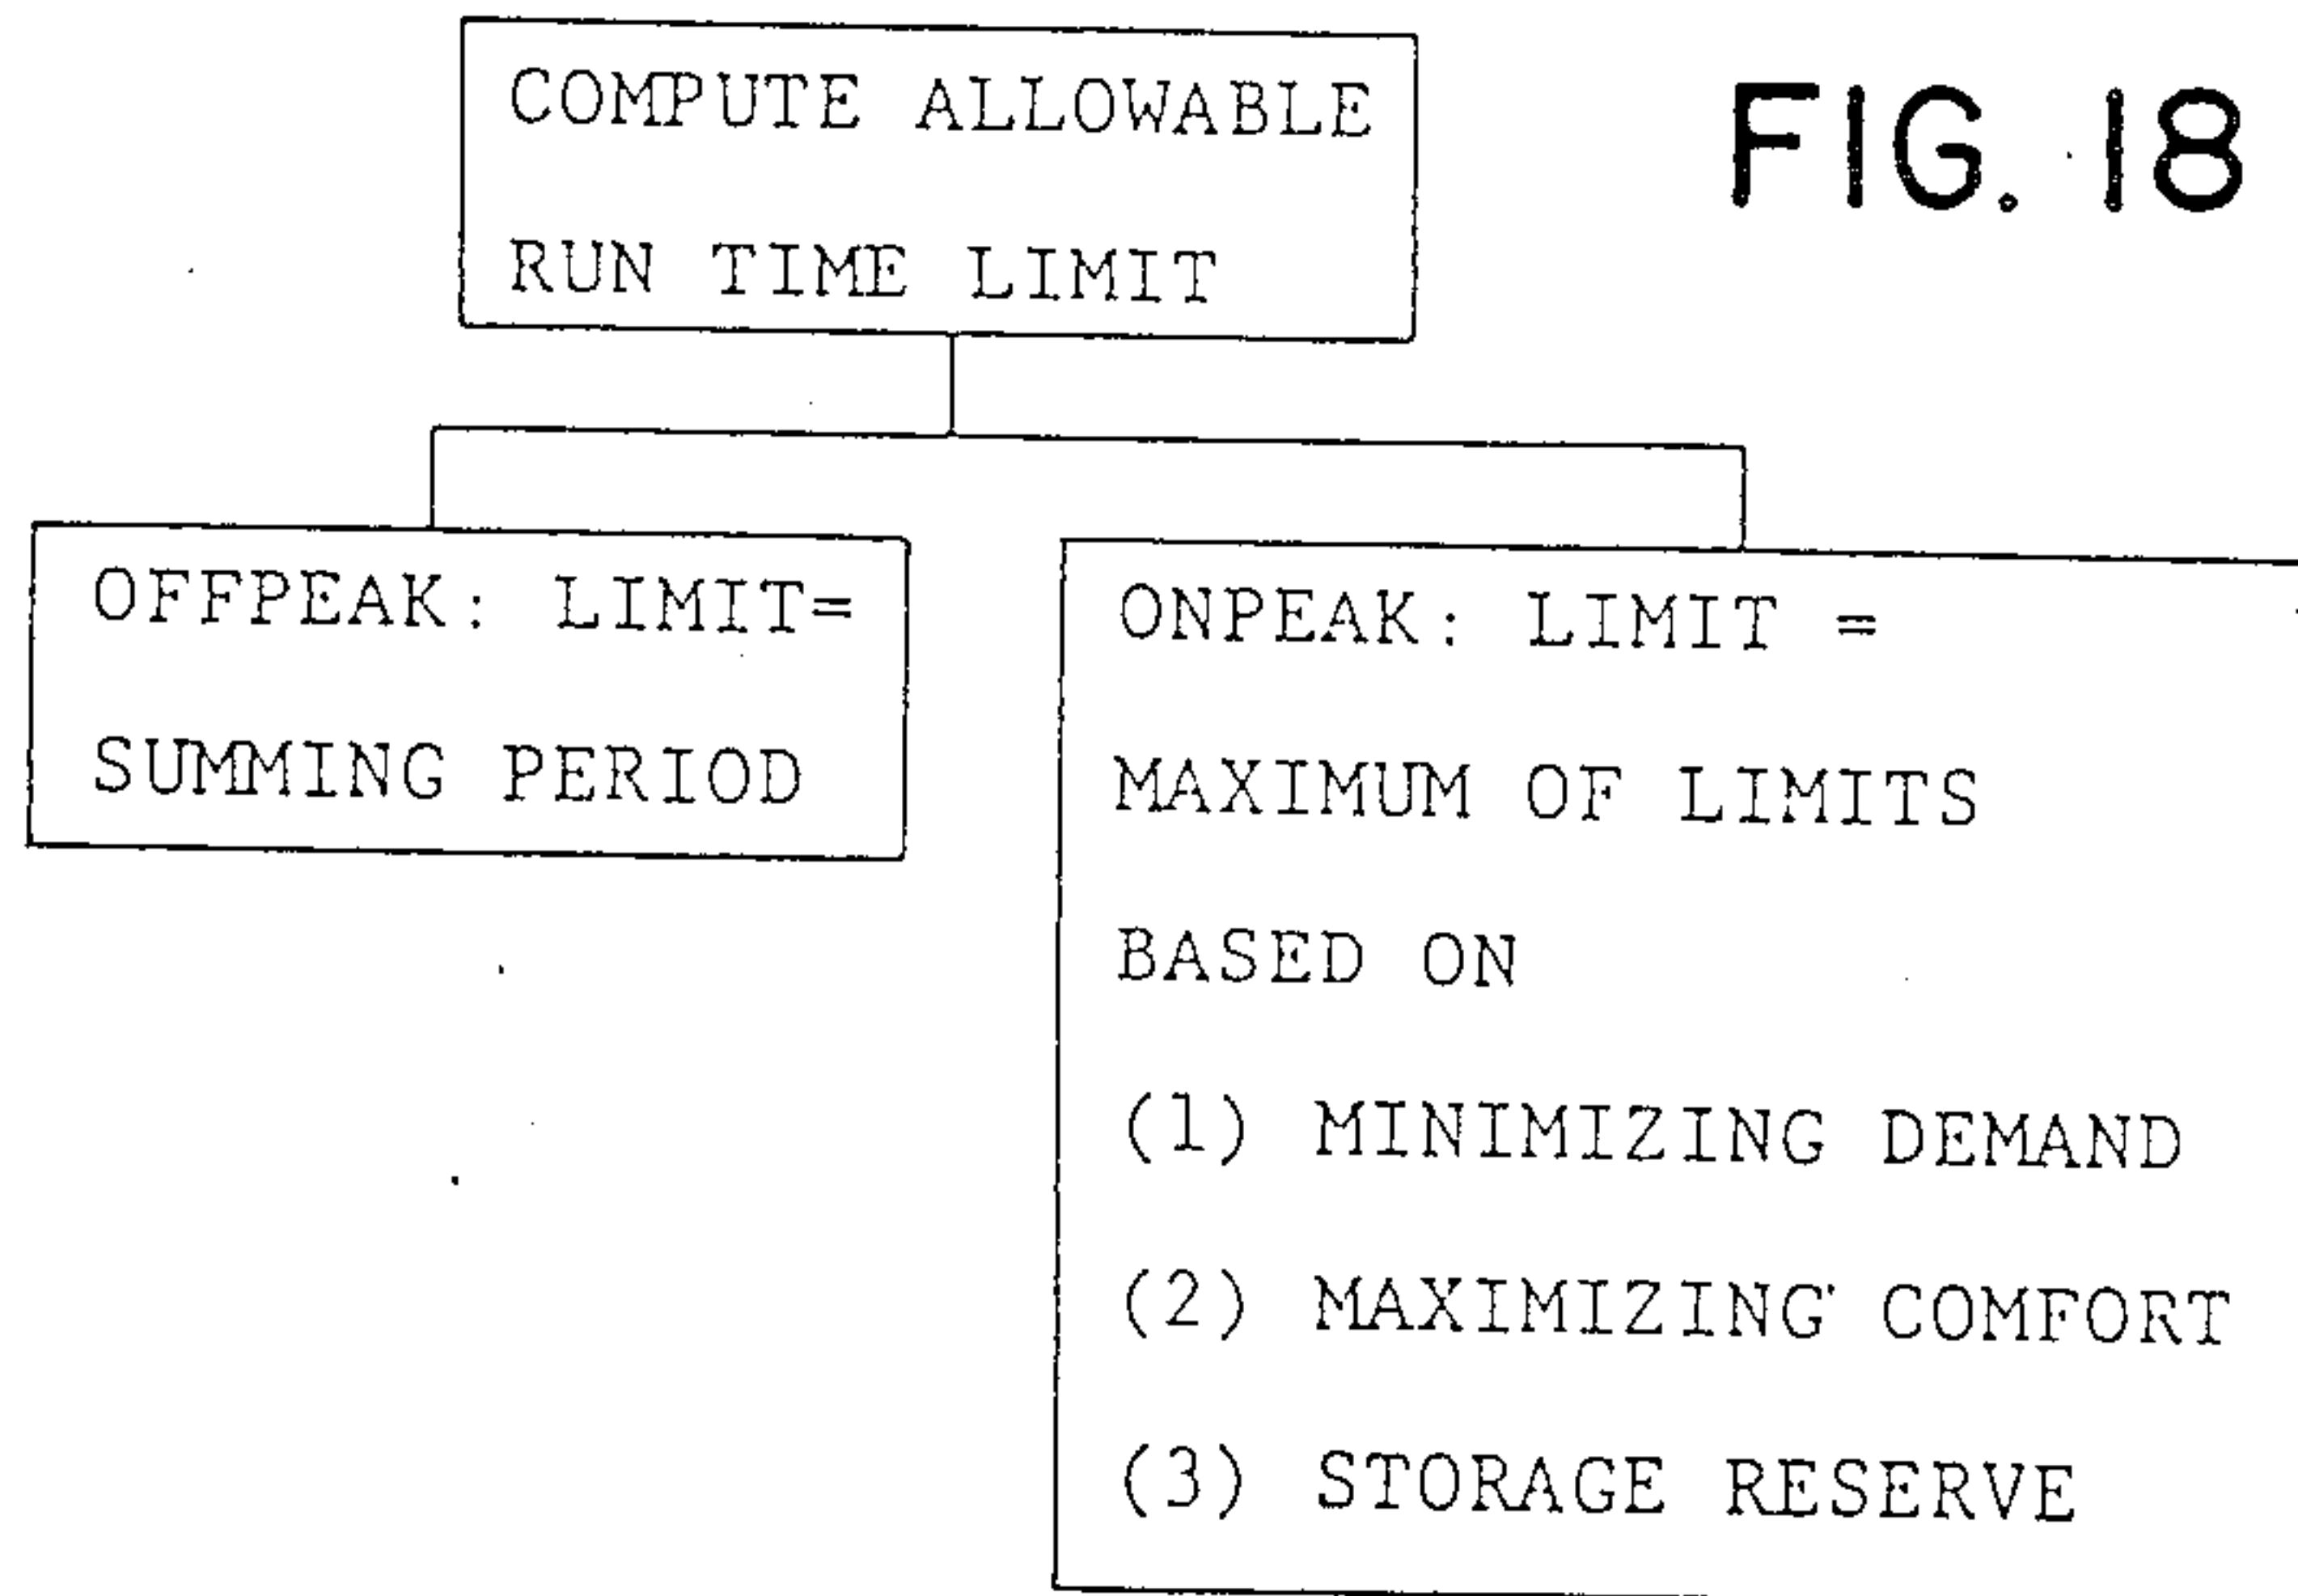 COMPUTE ALLOWABLE
RUN TIME LIMIT
FIG. 18
OFFPEAK: LIMIT=
SUMMING PERIOD
ONPEAK: LIMIT =
MAXIMUM OF LIMITS
BASED ON
(1) MINIMIZING DEMAND
(2) MAXIMIZING COMFORT
(3) STORAGE RESERVE